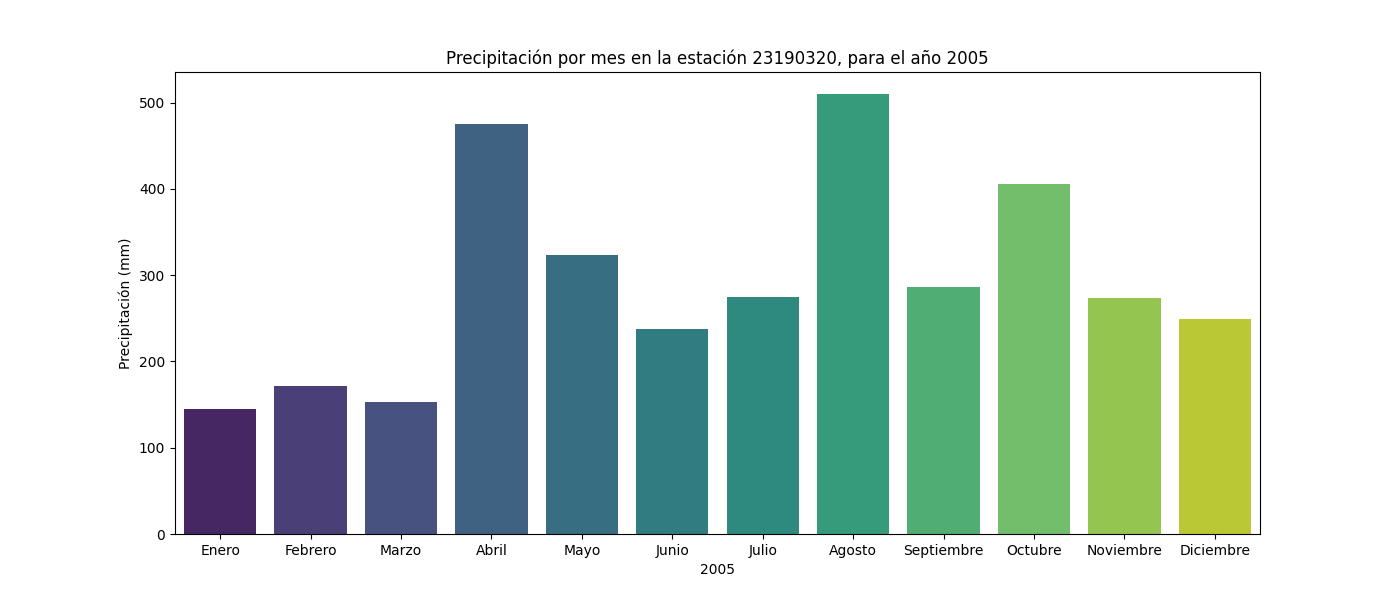 Precipitación por mes en la estación 23190320, para el año 2005
Precipitación (mm)
500
400
300
200
100
0
Enero Febrero Marzo Abril Mayo Junio Julio Agosto Septiembre Octubre Noviembre Diciembre
2005